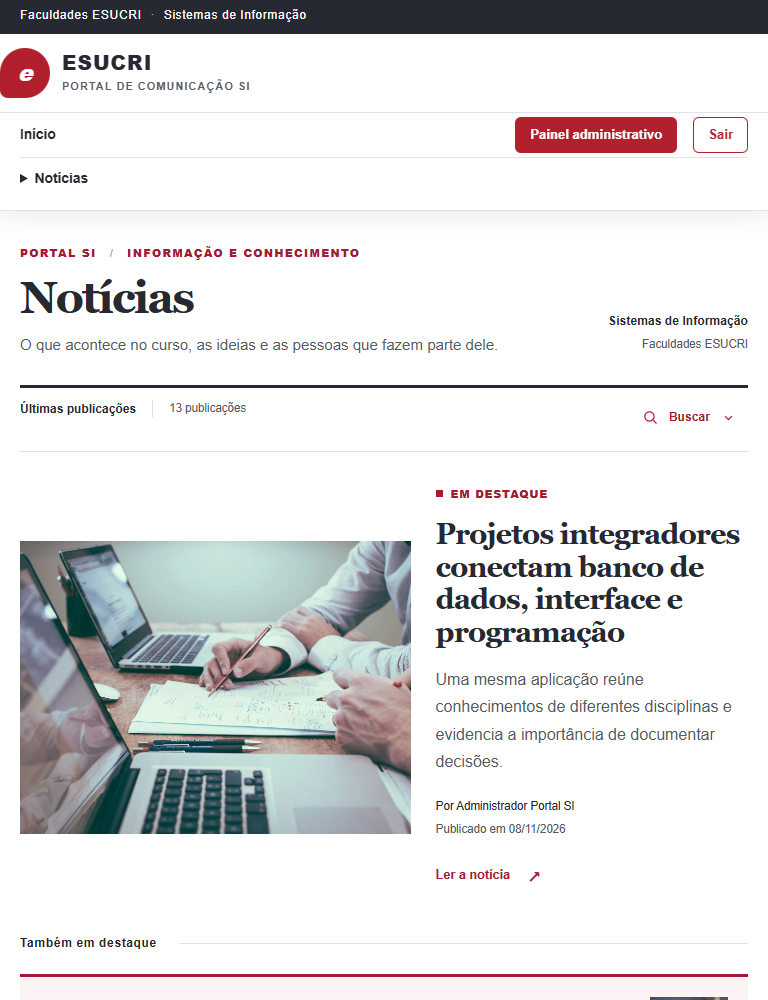 Faculdades ESUCRI · Sistemas de Informação
e
ESUCRI
PORTAL DE COMUNICAÇÃO SI
Início
Painel administrativo
Sair
▶ Notícias
PORTAL SI / INFORMAÇÃO E CONHECIMENTO
Notícias
O que acontece no curso, as ideias e as pessoas que fazem parte dele.
Sistemas de Informação
Faculdades ESUCRI
Últimas publicações
13 publicações
Buscar
EM DESTAQUE
Projetos integradores
conectam banco de
dados, interface e
programação
Uma mesma aplicação reúne
conhecimentos de diferentes disciplinas e
evidencia a importância de documentar
decisões.
Por Administrador Portal SI
Publicado em 08/11/2026
Ler a notícia ↗
Também em destaque